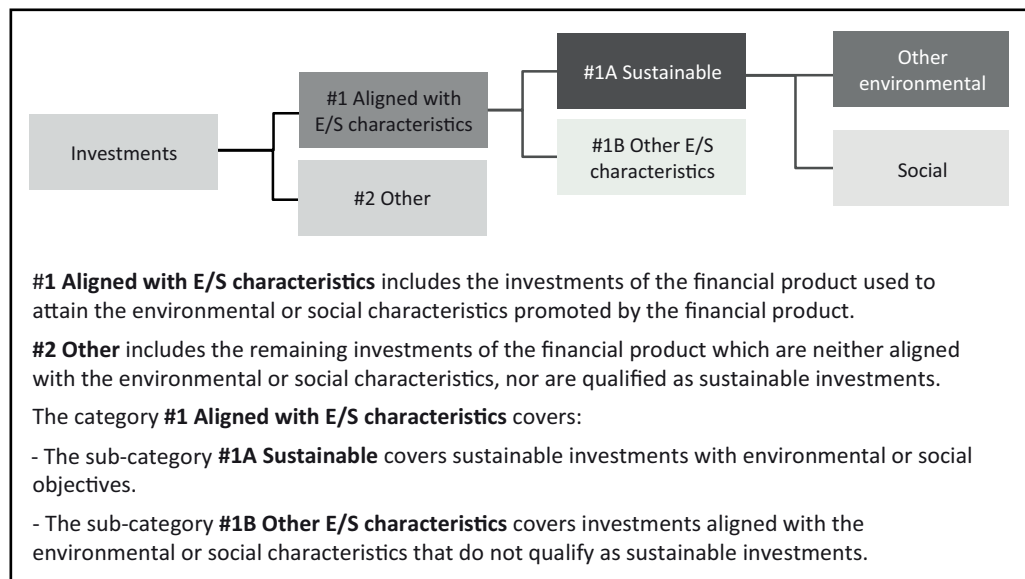 Investments
#1 Aligned with
E/S characteristics
#2 Other
#1A Sustainable
#1B Other E/S
characteristics
Other
environmental
Social
#1 Aligned with E/S characteristics includes the investments of the financial product used to
attain the environmental or social characteristics promoted by the financial product.
#2 Other includes the remaining investments of the financial product which are neither aligned
with the environmental or social characteristics, nor are qualified as sustainable investments.
The category #1 Aligned with E/S characteristics covers:
- The sub-category #1A Sustainable covers sustainable investments with environmental or social
objectives.
- The sub-category #1B Other E/S characteristics covers investments aligned with the
environmental or social characteristics that do not qualify as sustainable investments.